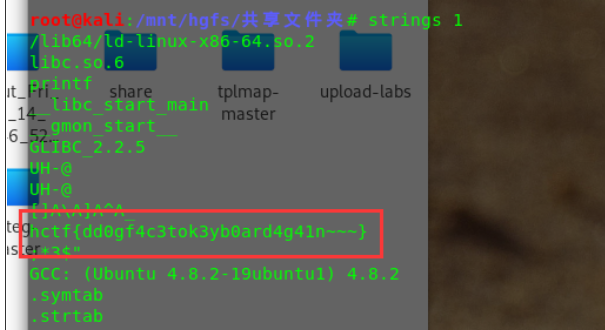 root@kali:/mnt/hgfs/共享文件夹# strings 1
/lib64/ld-linux-x86-64.so.2
libc.so.6
printf
share
tplmap-master
upload-labs
__libc_start_main
__gmon_start__
GLIBC_2.2.5
UH-@
UH-@
[]A\A]A^A_
hctf{dd0gf4c3tok3yb0ard4g41n~~~}
;*3$"
GCC: (Ubuntu 4.8.2-19ubuntu1) 4.8.2
.symtab
.strtab